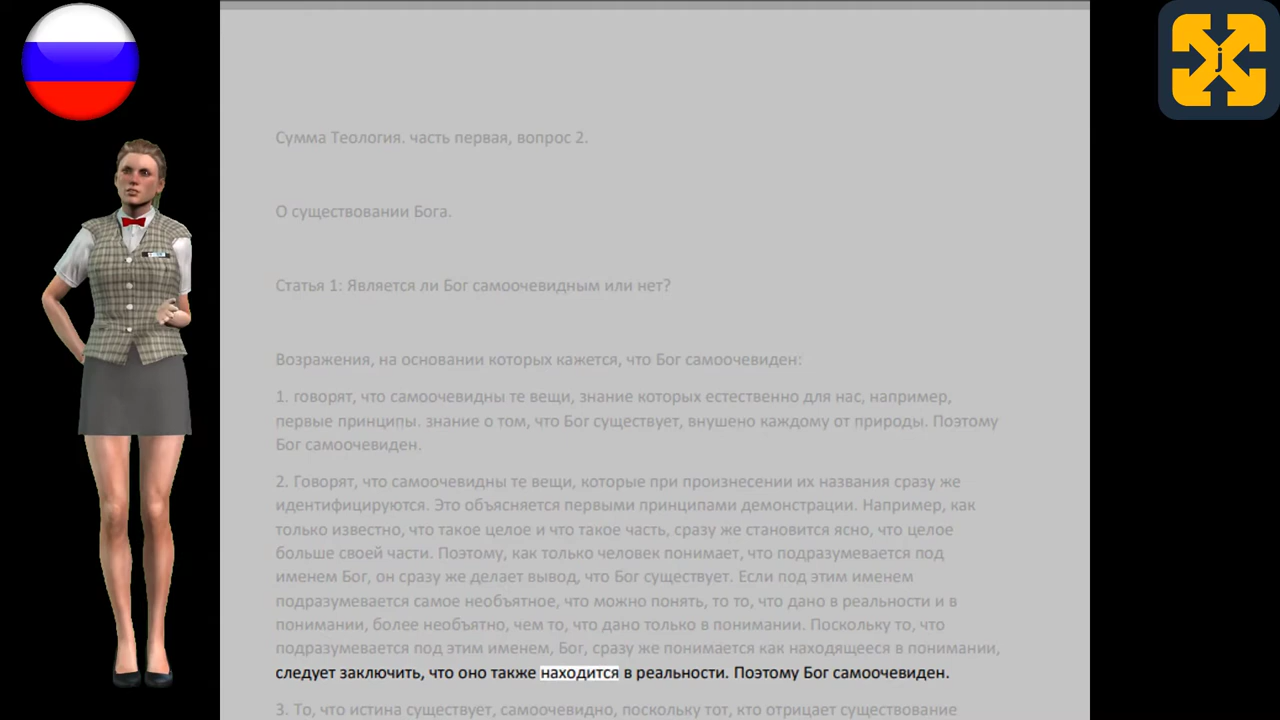 j
Сумма Теология. часть первая, вопрос 2.
О существовании Бога.
Статья 1: Является ли Бог самоочевидным или нет?
Возражения, на основании которых кажется, что Бог самоочевиден:
1. говорят, что самоочевидны те вещи, знание которых естественно для нас, например,
первые принципы. знание о том, что Бог существует, внушено каждому от природы. Поэтому
Бог самоочевиден.
2. Говорят, что самоочевидны те вещи, которые при произнесении их названия сразу же
идентифицируются. Это объясняется первыми принципами демонстрации. Например, как
только известно, что такое целое и что такое часть, сразу же становится ясно, что целое
больше своей части. Поэтому, как только человек понимает, что подразумевается под
именем Бог, он сразу же делает вывод, что Бог существует. Если под этим именем
подразумевается самое необъятное, что можно понять, то то, что дано в реальности и в
понимании, более необъятно, чем то, что дано только в понимании. Поскольку то, что
подразумевается под этим именем, Бог, сразу же понимается как находящееся в понимании,
следует заключить, что оно также находится в реальности. Поэтому Бог самоочевиден.
3. То, что истина существует, самоочевидно, поскольку тот, кто отрицает существование